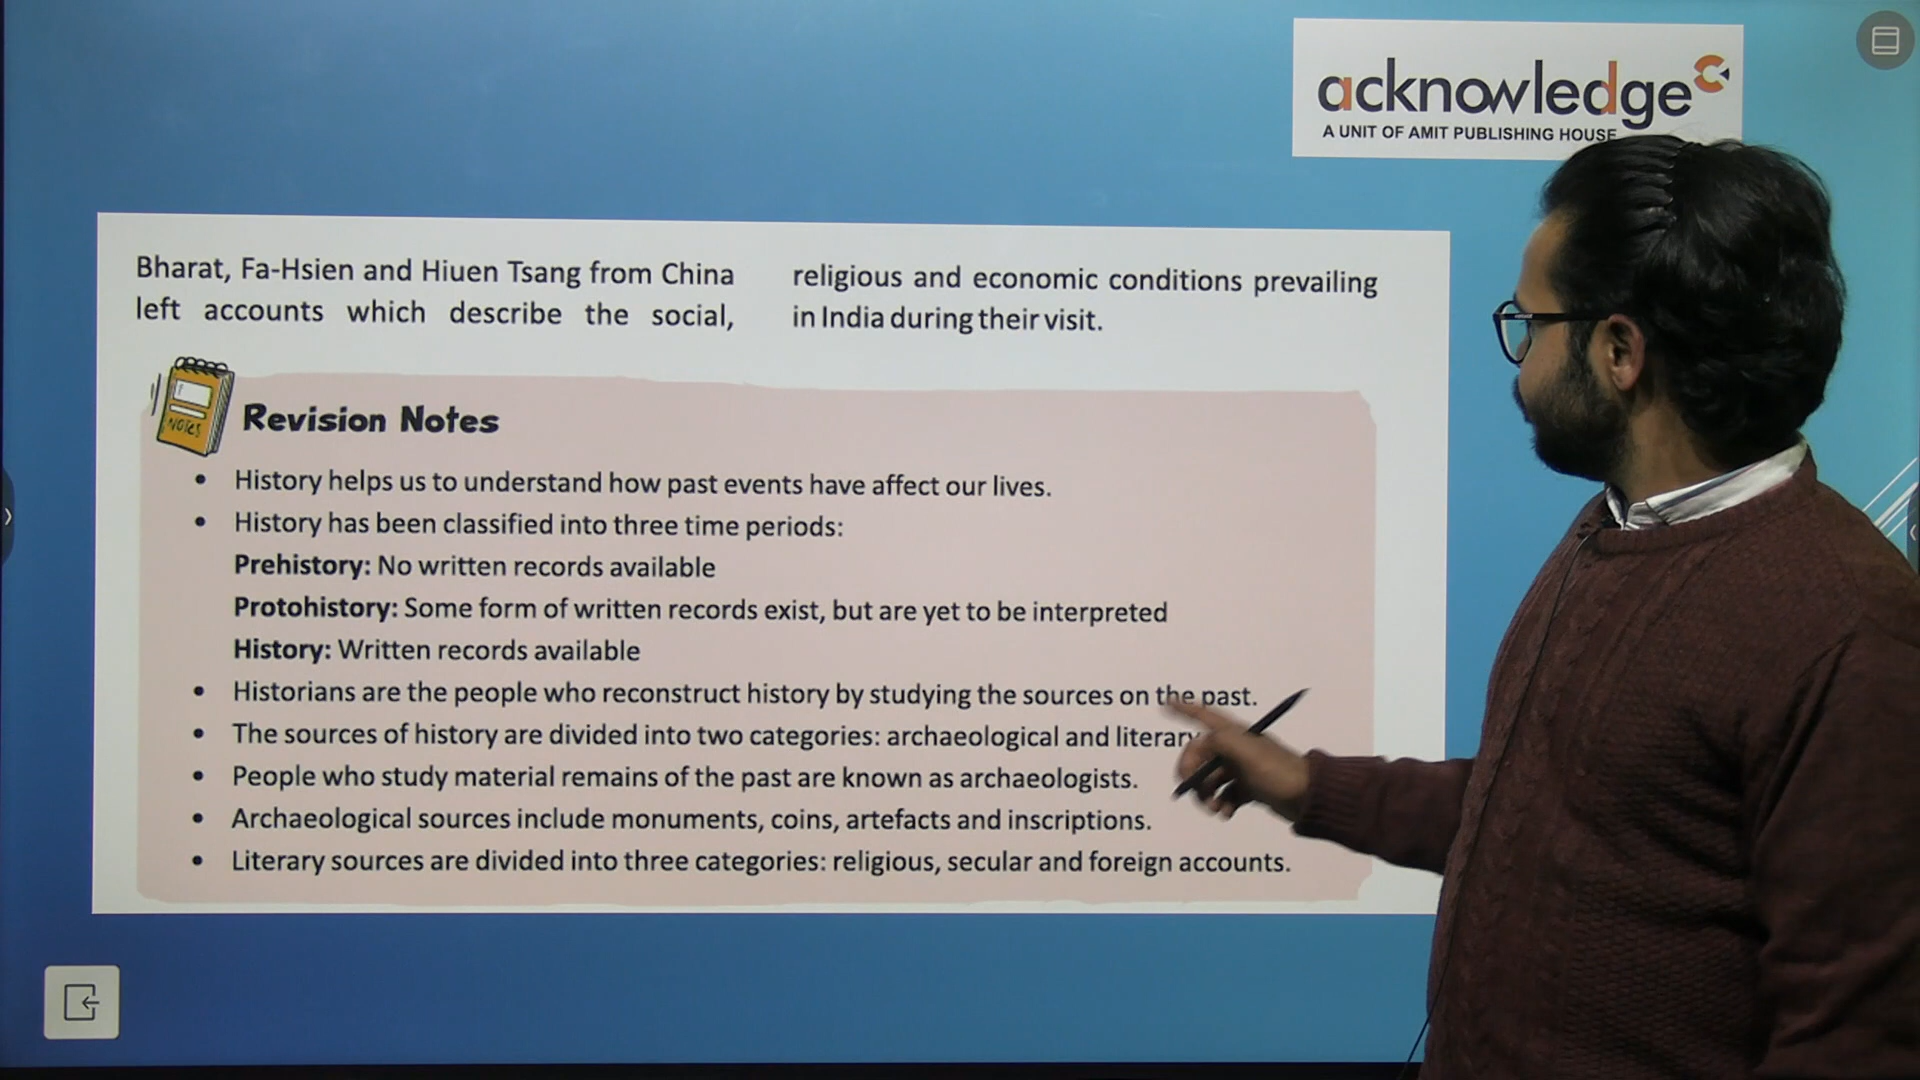 acknowledge
A UNIT OF AMIT PUBLISHING HOUSE
Bharat, Fa-Hsien and Hiuen Tsang from China
left accounts which describe the social,
religious and economic conditions prevailing
in India during their visit.
NOTES
Revision Notes
• History helps us to understand how past events have affect our lives.
• History has been classified into three time periods:
Prehistory: No written records available
Protohistory: Some form of written records exist, but are yet to be interpreted
History: Written records available
• Historians are the people who reconstruct history by studying the sources on the past.
• The sources of history are divided into two categories: archaeological and literary
• People who study material remains of the past are known as archaeologists.
• Archaeological sources include monuments, coins, artefacts and inscriptions.
• Literary sources are divided into three categories: religious, secular and foreign accounts.